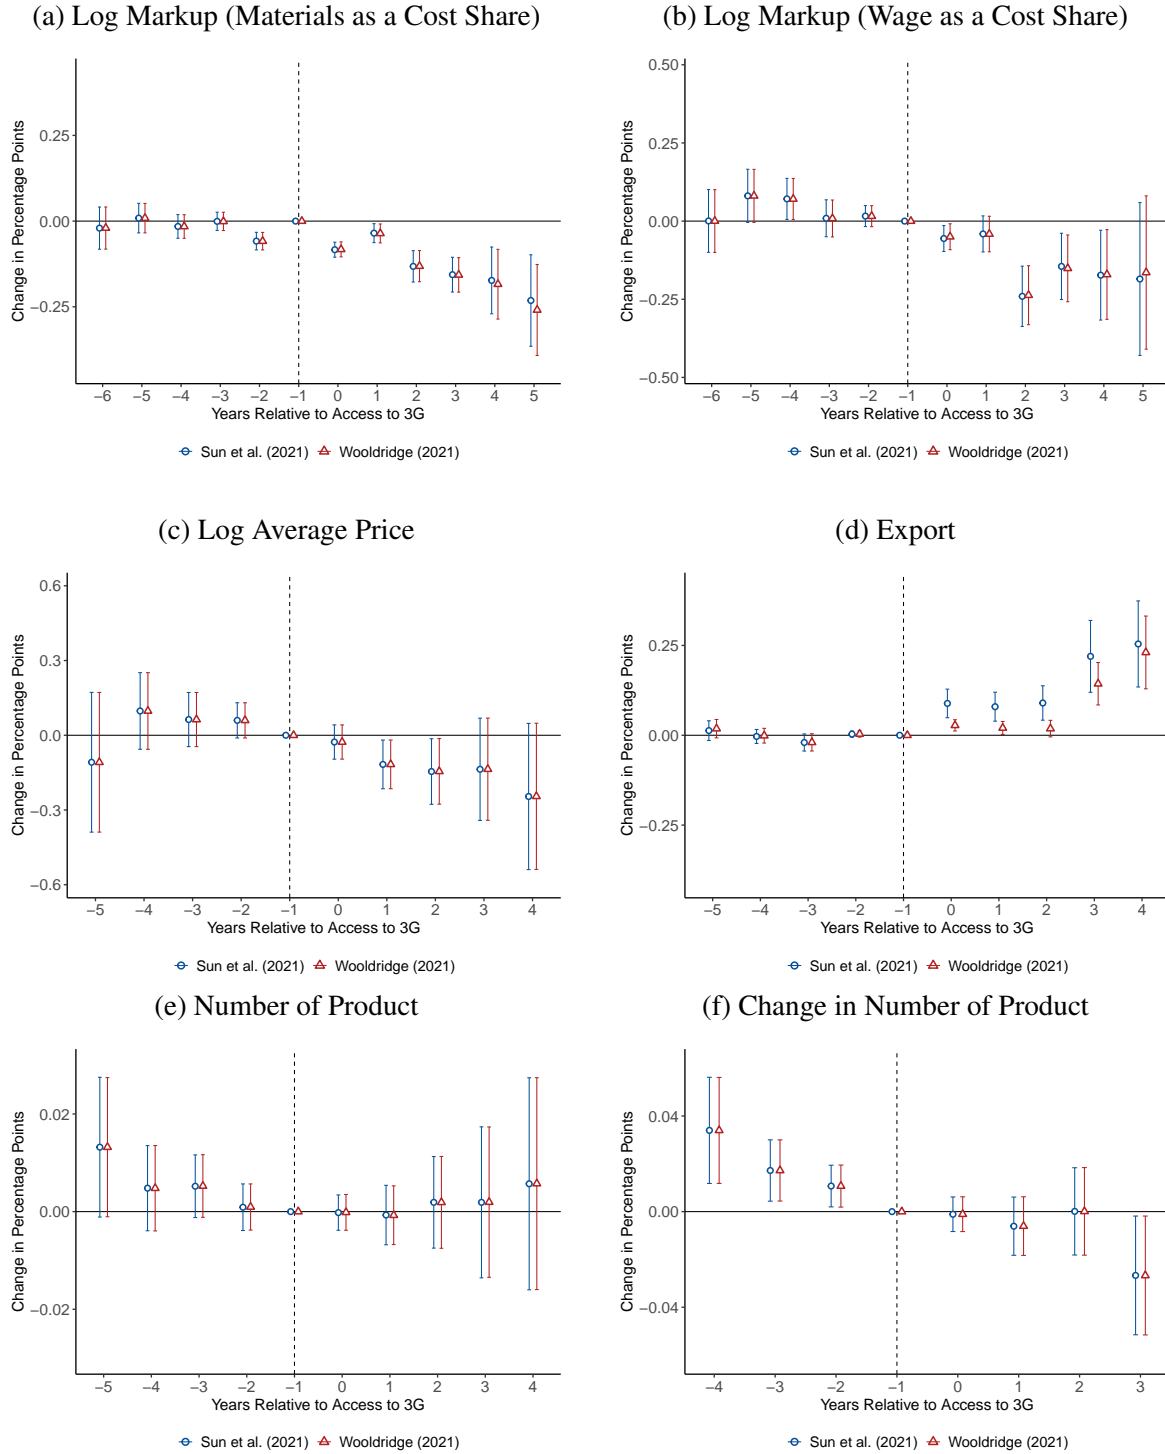 (a) Log Markup (Materials as a Cost Share)
Change in Percentage Points
0.25
0.00
−0.25
−6 −5 −4 −3 −2 −1 0 1 2 3 4 5
Years Relative to Access to 3G
Sun et al. (2021) Wooldridge (2021)
(b) Log Markup (Wage as a Cost Share)
Change in Percentage Points
0.50
0.25
0.00
−0.25
−0.50
−6 −5 −4 −3 −2 −1 0 1 2 3 4 5
Years Relative to Access to 3G
Sun et al. (2021) Wooldridge (2021)
(c) Log Average Price
Change in Percentage Points
0.6
0.3
0.0
−0.3
−0.6
−5 −4 −3 −2 −1 0 1 2 3 4
Years Relative to Access to 3G
Sun et al. (2021) Wooldridge (2021)
(d) Export
Change in Percentage Points
0.25
0.00
−0.25
−5 −4 −3 −2 −1 0 1 2 3 4
Years Relative to Access to 3G
Sun et al. (2021) Wooldridge (2021)
(e) Number of Product
Change in Percentage Points
0.02
0.00
−0.02
−5 −4 −3 −2 −1 0 1 2 3 4
Years Relative to Access to 3G
Sun et al. (2021) Wooldridge (2021)
(f) Change in Number of Product
Change in Percentage Points
0.04
0.00
−0.04
−4 −3 −2 −1 0 1 2 3
Years Relative to Access to 3G
Sun et al. (2021) Wooldridge (2021)